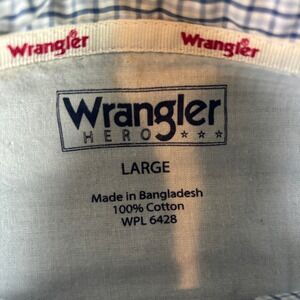 Wrangler Wrangler
Wrangler
HERO
LARGE
Made in Bangladesh
100% Cotton
WPL 6428